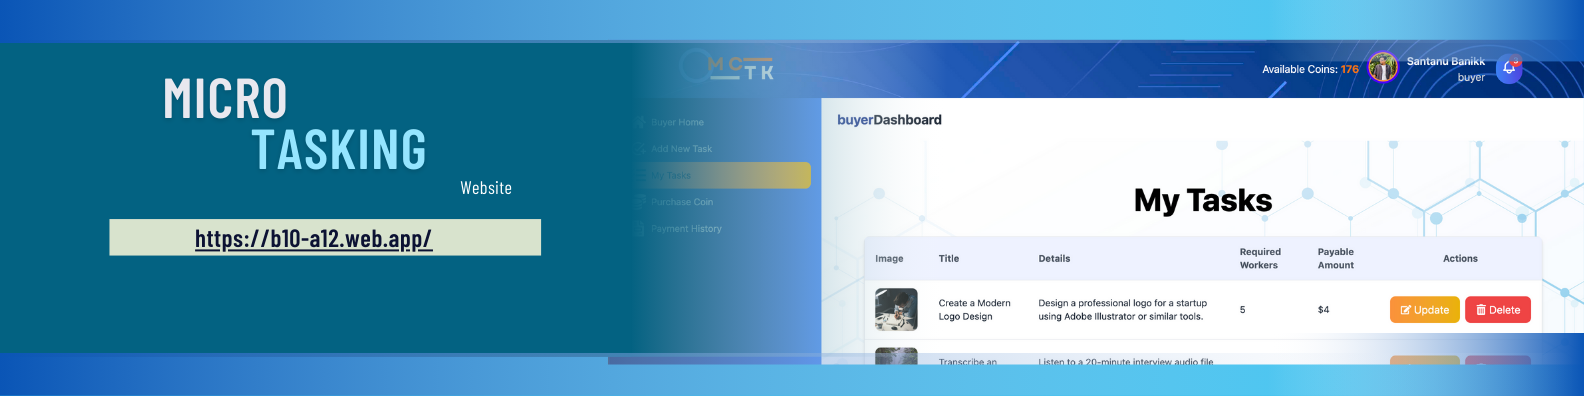 MICRO
TASKING
Website
https://b10-a12.web.app/
MC
TK
Available Coins: 176
Santanu Banikk
buyer
Buyer Home
Add New Task
My Tasks
Purchase Coin
Payment History
buyerDashboard
My Tasks
Image Title Details Required Workers Payable Amount Actions
Create a Modern
Logo Design
Design a professional logo for a startup
using Adobe Illustrator or similar tools.
5
$4
Update
Delete
Transcribe an
Listen to a 20-minute interview audio file